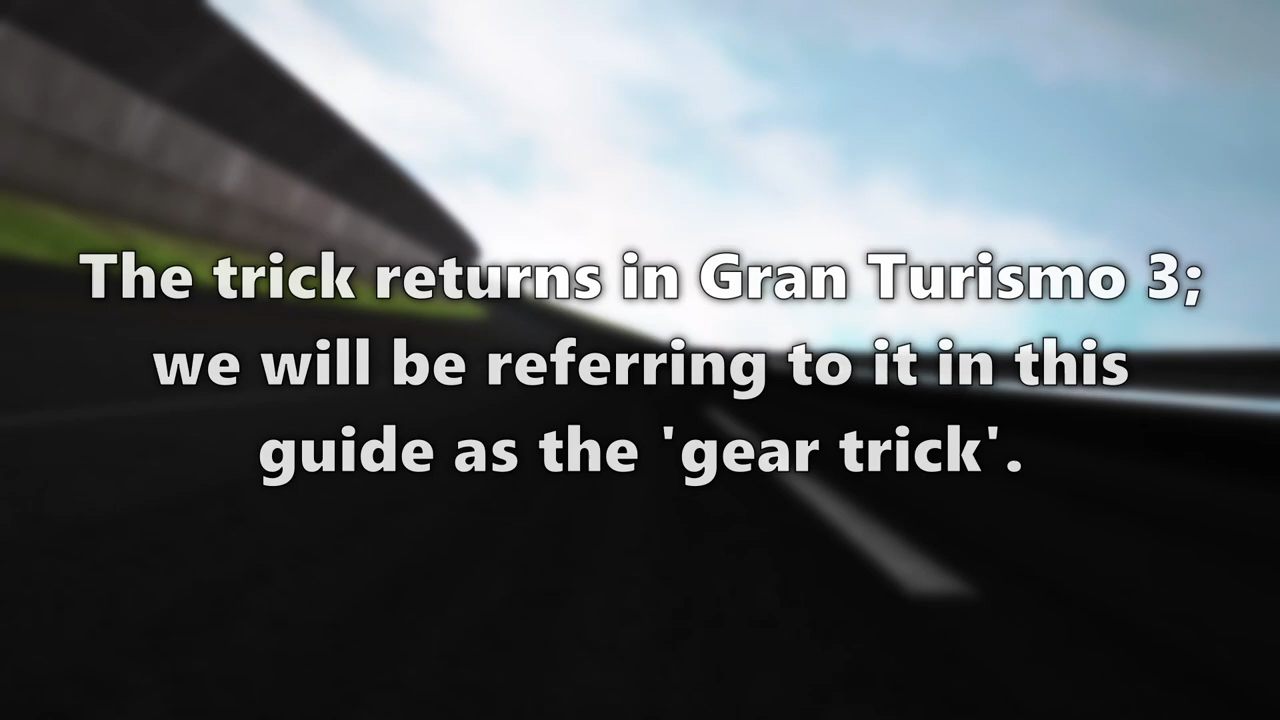 The trick returns in Gran Turismo 3;
we will be referring to it in this
guide as the 'gear trick'.